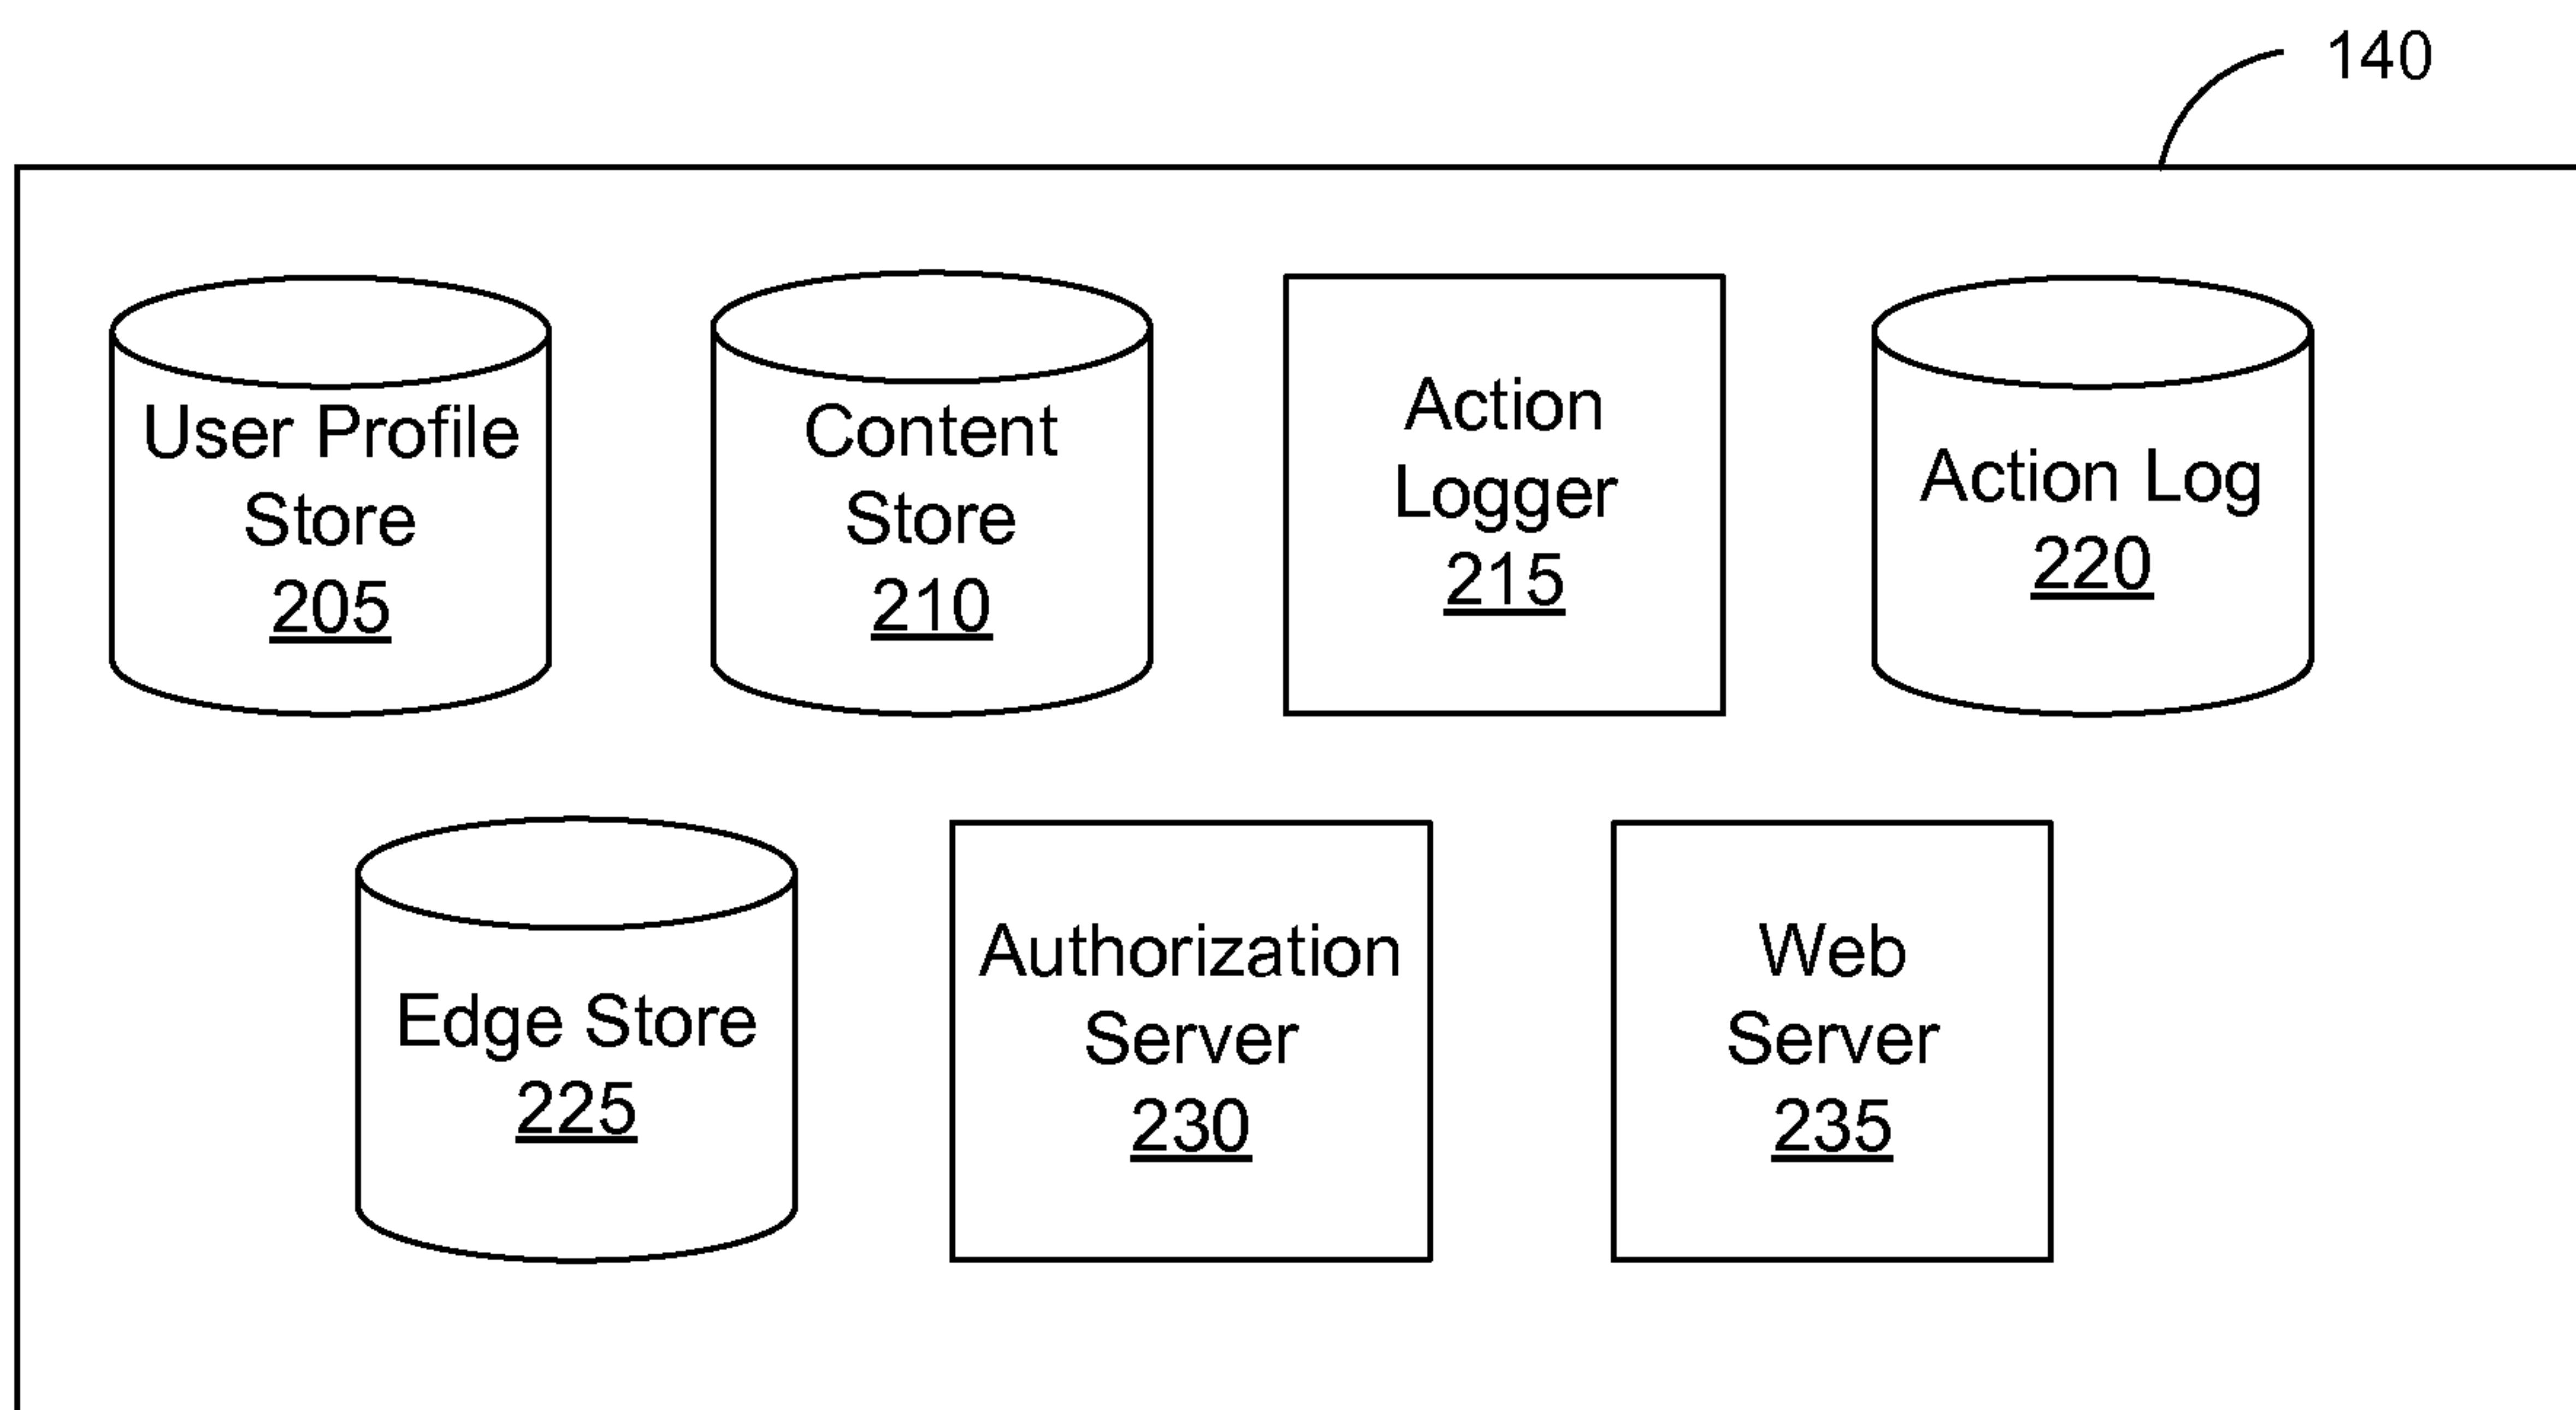 140
User Profile
Store
205
Content
Store
210
Action
Logger
215
Action Log
220
Edge Store
225
Authorization
Server
230
Web
Server
235